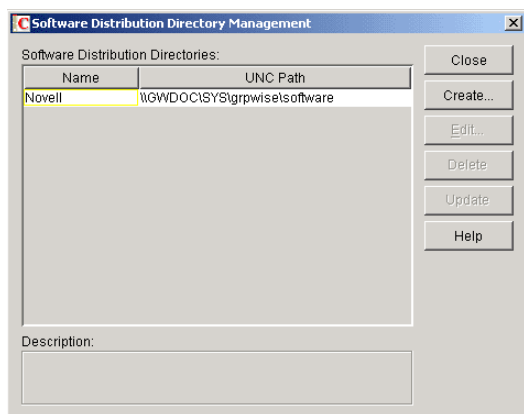 Software Distribution Directory Management
Software Distribution Directories:
Name UNC Path
Novell \\GWDOC\SYS\grpwise\software
Close
Create...
Edit...
Delete
Update
Help
Description: